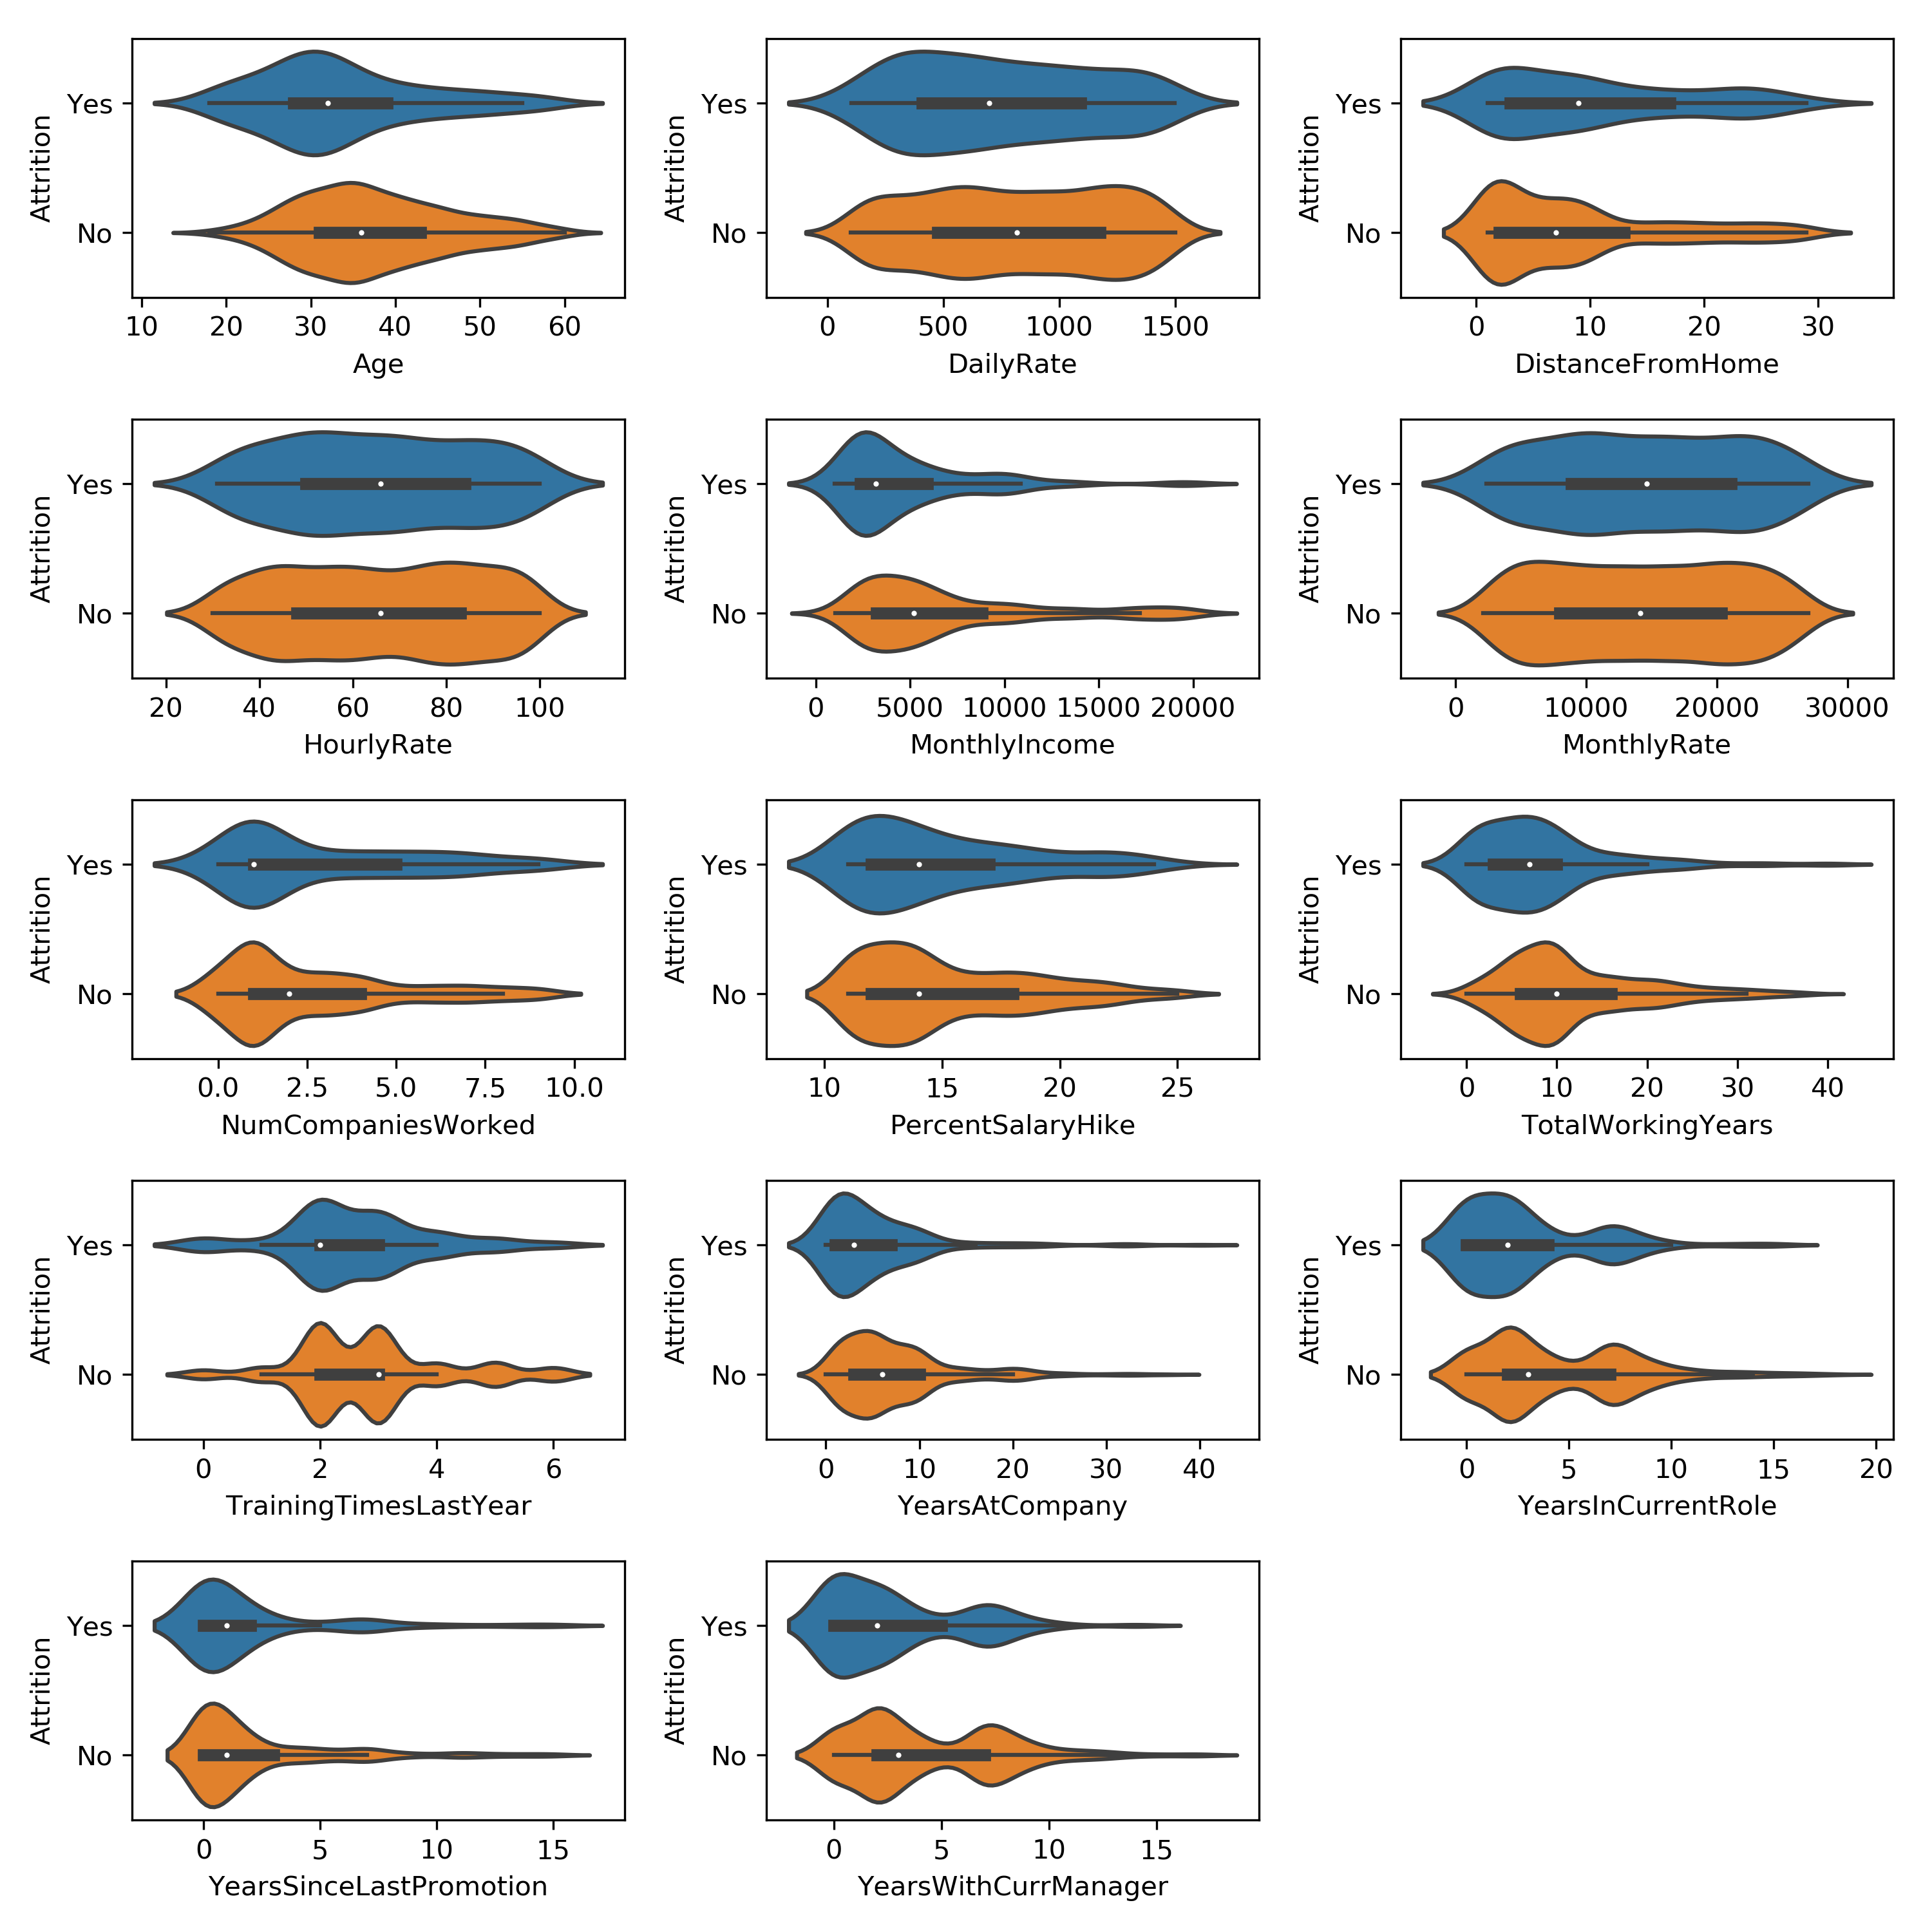 Attrition
Yes
No
10 20 30 40 50 60
Age
Attrition
Yes
No
0 500 1000 1500
DailyRate
Attrition
Yes
No
0 10 20 30
DistanceFromHome
Attrition
Yes
No
20 40 60 80 100
HourlyRate
Attrition
Yes
No
0 5000 10000 15000 20000
MonthlyIncome
Attrition
Yes
No
0 10000 20000 30000
MonthlyRate
Attrition
Yes
No
0.0 2.5 5.0 7.5 10.0
NumCompaniesWorked
Attrition
Yes
No
10 15 20 25
PercentSalaryHike
Attrition
Yes
No
0 10 20 30 40
TotalWorkingYears
Attrition
Yes
No
0 2 4 6
TrainingTimesLastYear
Attrition
Yes
No
0 10 20 30 40
YearsAtCompany
Attrition
Yes
No
0 5 10 15 20
YearsInCurrentRole
Attrition
Yes
No
0 5 10 15
YearsSinceLastPromotion
Attrition
Yes
No
0 5 10 15
YearsWithCurrManager